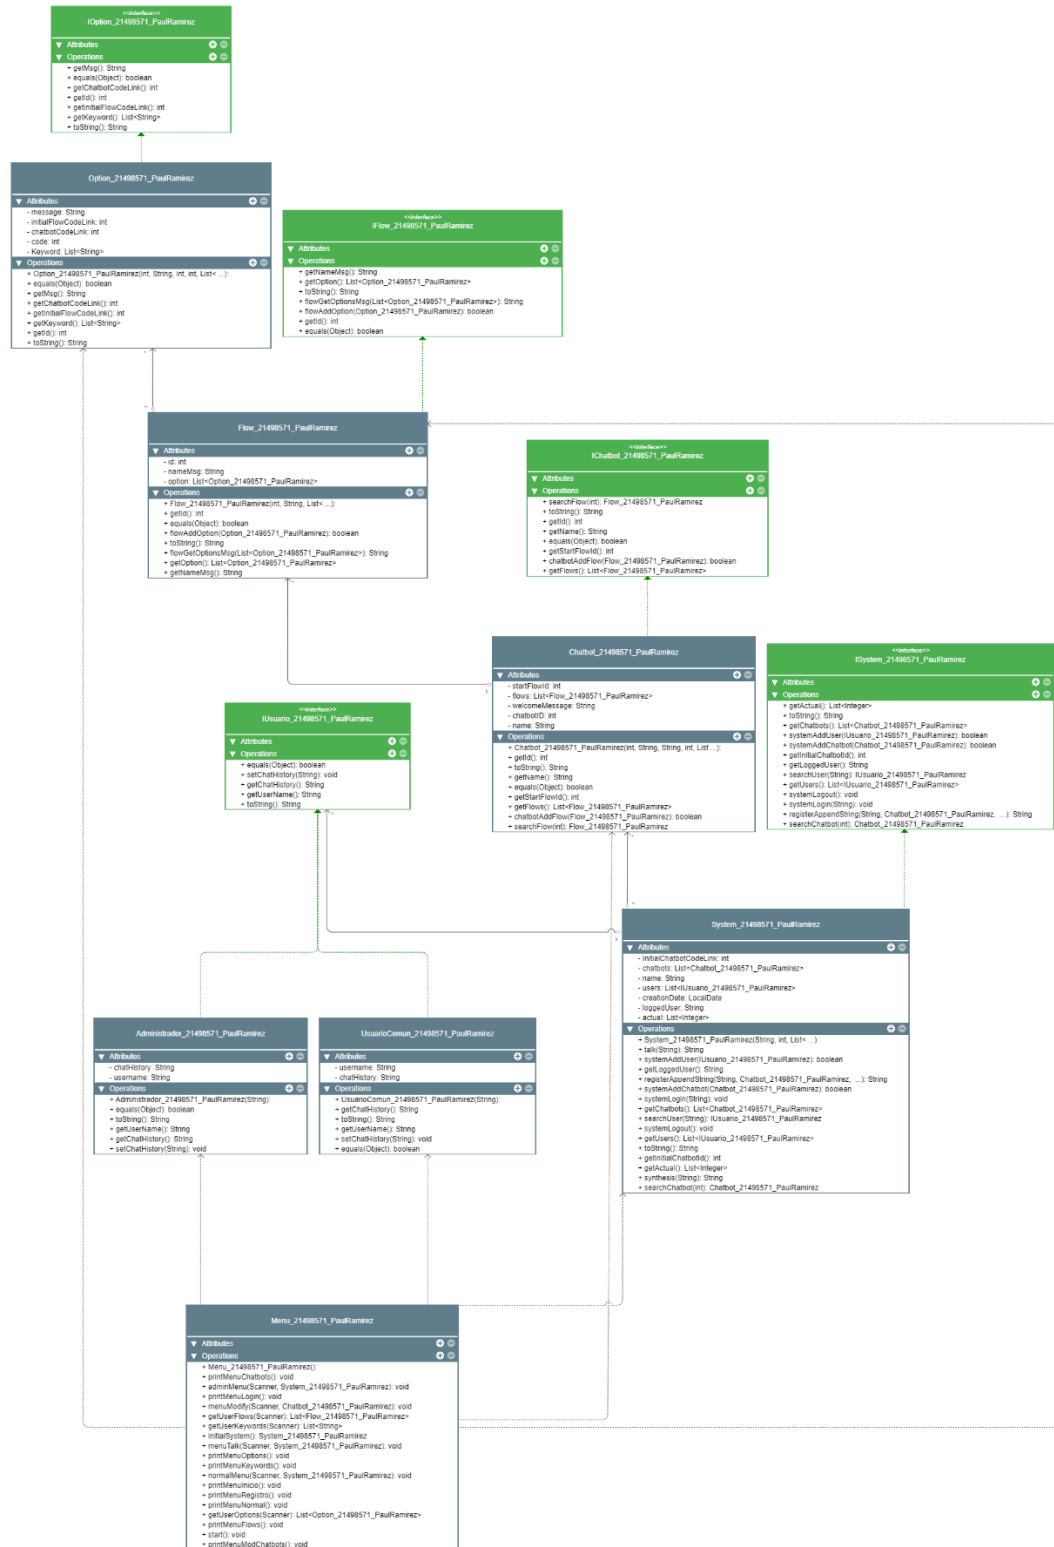 <<interface>>
IOption_21498571_PaulRamirez
Attributes
Operations
+ getMsg(): String
+ equals(Object): boolean
+ getChatbotCodeLink(): int
+ getId(): int
+ getInitialFlowCodeLink(): int
+ getKeyword(): List<String>
+ toString(): String
Option_21498571_PaulRamirez
Attributes
- message: String
- initialFlowCodeLink: int
- chatbotCodeLink: int
- code: int
- Keyword: List<String>
Operations
+ Option_21498571_PaulRamirez(int, String, int, int, List< ...):
+ equals(Object): boolean
+ getMsg(): String
+ getChatbotCodeLink(): int
+ getInitialFlowCodeLink(): int
+ getKeyword(): List<String>
+ getId(): int
+ toString(): String
<<interface>>
IFlow_21498571_PaulRamirez
Attributes
Operations
+ getNameMsg(): String
+ getOption(): List<Option_21498571_PaulRamirez>
+ toString(): String
+ flowGetOptionsMsg(List<Option_21498571_PaulRamirez>): String
+ flowAddOption(Option_21498571_PaulRamirez): boolean
+ getId(): int
+ equals(Object): boolean
Flow_21498571_PaulRamirez
Attributes
- id: int
- nameMsg: String
- option: List<Option_21498571_PaulRamirez>
Operations
+ Flow_21498571_PaulRamirez(int, String, List< ...):
+ getId(): int
+ equals(Object): boolean
+ flowAddOption(Option_21498571_PaulRamirez): boolean
+ toString(): String
+ flowGetOptionsMsg(List<Option_21498571_PaulRamirez>): String
+ getOption(): List<Option_21498571_PaulRamirez>
+ getNameMsg(): String
<<interface>>
IChatbot_21498571_PaulRamirez
Attributes
Operations
+ searchFlow(int): Flow_21498571_PaulRamirez
+ toString(): String
+ getId(): int
+ getName(): String
+ equals(Object): boolean
+ getStartFlowId(): int
+ chatbotAddFlow(Flow_21498571_PaulRamirez): boolean
+ getFlows(): List<Flow_21498571_PaulRamirez>
Chatbot_21498571_PaulRamirez
Attributes
- startFlowId: int
- flows: List<Flow_21498571_PaulRamirez>
- welcomeMessage: String
- chatbotID: int
- name: String
Operations
+ Chatbot_21498571_PaulRamirez(int, String, String, int, List ...):
+ getId(): int
+ toString(): String
+ getName(): String
+ equals(Object): boolean
+ getStartFlowId(): int
+ getFlows(): List<Flow_21498571_PaulRamirez>
+ chatbotAddFlow(Flow_21498571_PaulRamirez): boolean
+ searchFlow(int): Flow_21498571_PaulRamirez
<<interface>>
ISystem_21498571_PaulRamirez
Attributes
Operations
+ getActual(): List<Integer>
+ toString(): String
+ getChatbots(): List<Chatbot_21498571_PaulRamirez>
+ systemAddUser(IUsuario_21498571_PaulRamirez): boolean
+ systemAddChatbot(Chatbot_21498571_PaulRamirez): boolean
+ getInitialChatbotId(): int
+ getLoggedUser(): String
+ searchUser(String): IUsuario_21498571_PaulRamirez
+ getUsers(): List<IUsuario_21498571_PaulRamirez>
+ systemLogout(): void
+ systemLogin(String): void
+ registerAppendString(String, Chatbot_21498571_PaulRamirez, ...): String
+ searchChatbot(int): Chatbot_21498571_PaulRamirez
<<interface>>
IUsuario_21498571_PaulRamirez
Attributes
Operations
+ equals(Object): boolean
+ setChatHistory(String): void
+ getChatHistory(): String
+ getUserName(): String
+ toString(): String
System_21498571_PaulRamirez
Attributes
- InitialChatbotCodeLink: int
- chatbots: List<Chatbot_21498571_PaulRamirez>
- name: String
- users: List<IUsuario_21498571_PaulRamirez>
- creationDate: LocalDate
- loggedUser: String
- actual: List<Integer>
Operations
+ System_21498571_PaulRamirez(String, int, List< ...):
+ talk(String): String
+ systemAddUser(IUsuario_21498571_PaulRamirez): boolean
+ getLoggedUser(): String
+ registerAppendString(String, Chatbot_21498571_PaulRamirez, ...): String
+ systemAddChatbot(Chatbot_21498571_PaulRamirez): boolean
+ systemLogin(String): void
+ getChatbots(): List<Chatbot_21498571_PaulRamirez>
+ searchUser(String): IUsuario_21498571_PaulRamirez
+ systemLogout(): void
+ getUsers(): List<IUsuario_21498571_PaulRamirez>
+ toString(): String
+ getInitialChatbotId(): int
+ getActual(): List<Integer>
+ synthesis(String): String
+ searchChatbot(int): Chatbot_21498571_PaulRamirez
Administrador_21498571_PaulRamirez
Attributes
- chatHistory: String
- username: String
Operations
+ Administrador_21498571_PaulRamirez(String):
+ equals(Object): boolean
+ toString(): String
+ getUserName(): String
+ getChatHistory(): String
+ setChatHistory(String): void
UsuarioComun_21498571_PaulRamirez
Attributes
- username: String
- chatHistory: String
Operations
+ UsuarioComun_21498571_PaulRamirez(String):
+ getChatHistory(): String
+ toString(): String
+ getUserName(): String
+ setChatHistory(String): void
+ equals(Object): boolean
Menu_21498571_PaulRamirez
Attributes
Operations
+ Menu_21498571_PaulRamirez():
+ printMenuChatbots(): void
+ adminMenu(Scanner, System_21498571_PaulRamirez): void
+ printMenuLogin(): void
+ menuModify(Scanner, Chatbot_21498571_PaulRamirez): void
+ getUserFlows(Scanner): List<Flow_21498571_PaulRamirez>
+ getUserKeywords(Scanner): List<String>
+ initialSystem(): System_21498571_PaulRamirez
+ menuTalk(Scanner, System_21498571_PaulRamirez): void
+ printMenuOptions(): void
+ printMenuKeywords(): void
+ normalMenu(Scanner, System_21498571_PaulRamirez): void
+ printMenuInicio(): void
+ printMenuRegistro(): void
+ printMenuNormal(): void
+ getUserOptions(Scanner): List<Option_21498571_PaulRamirez>
+ printMenuFlows(): void
+ start(): void
+ printMenuModChatbots(): void